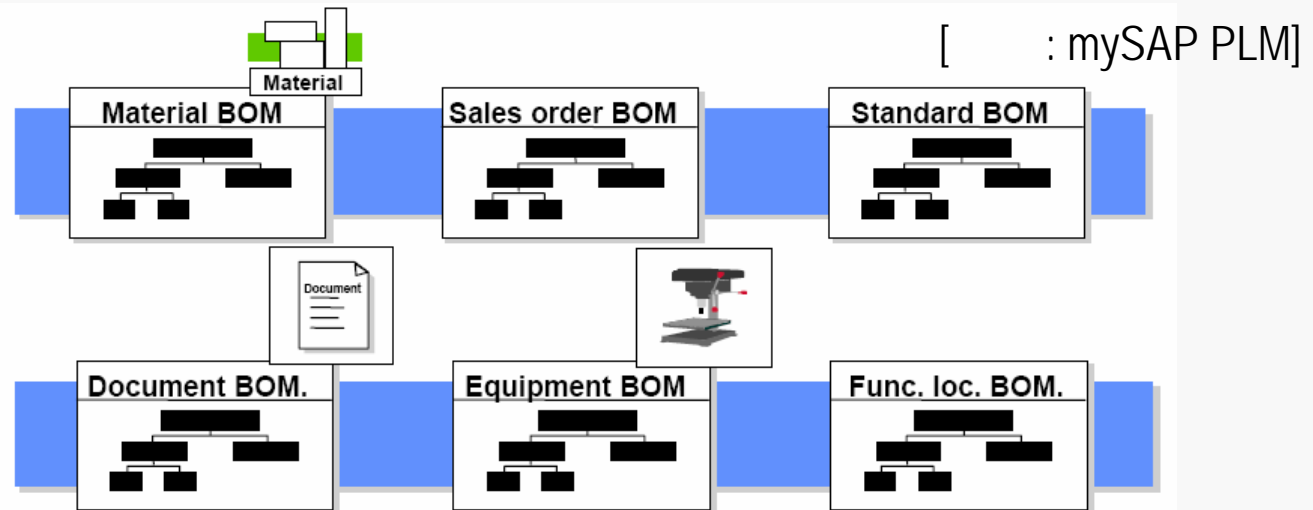 [ : mySAP PLM]
Material
Material BOM
Sales order BOM
Standard BOM
Document
Document BOM.
Equipment BOM
Func. loc. BOM.